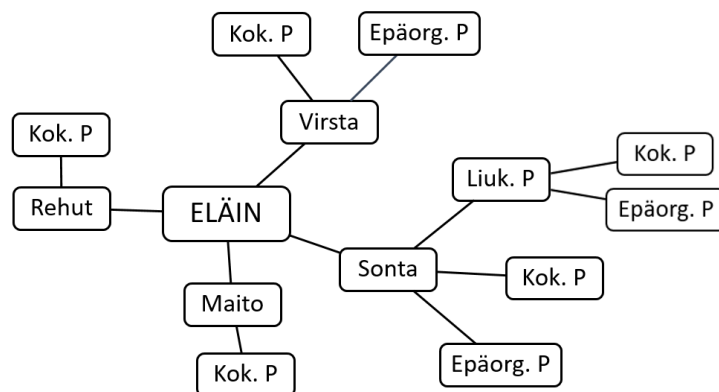 Kok. P
Epäorg. P
Virsta
Kok. P
Rehut
ELÄIN
Liuk. P
Kok. P
Epäorg. P
Sonta
Kok. P
Epäorg. P
Maito
Kok. P